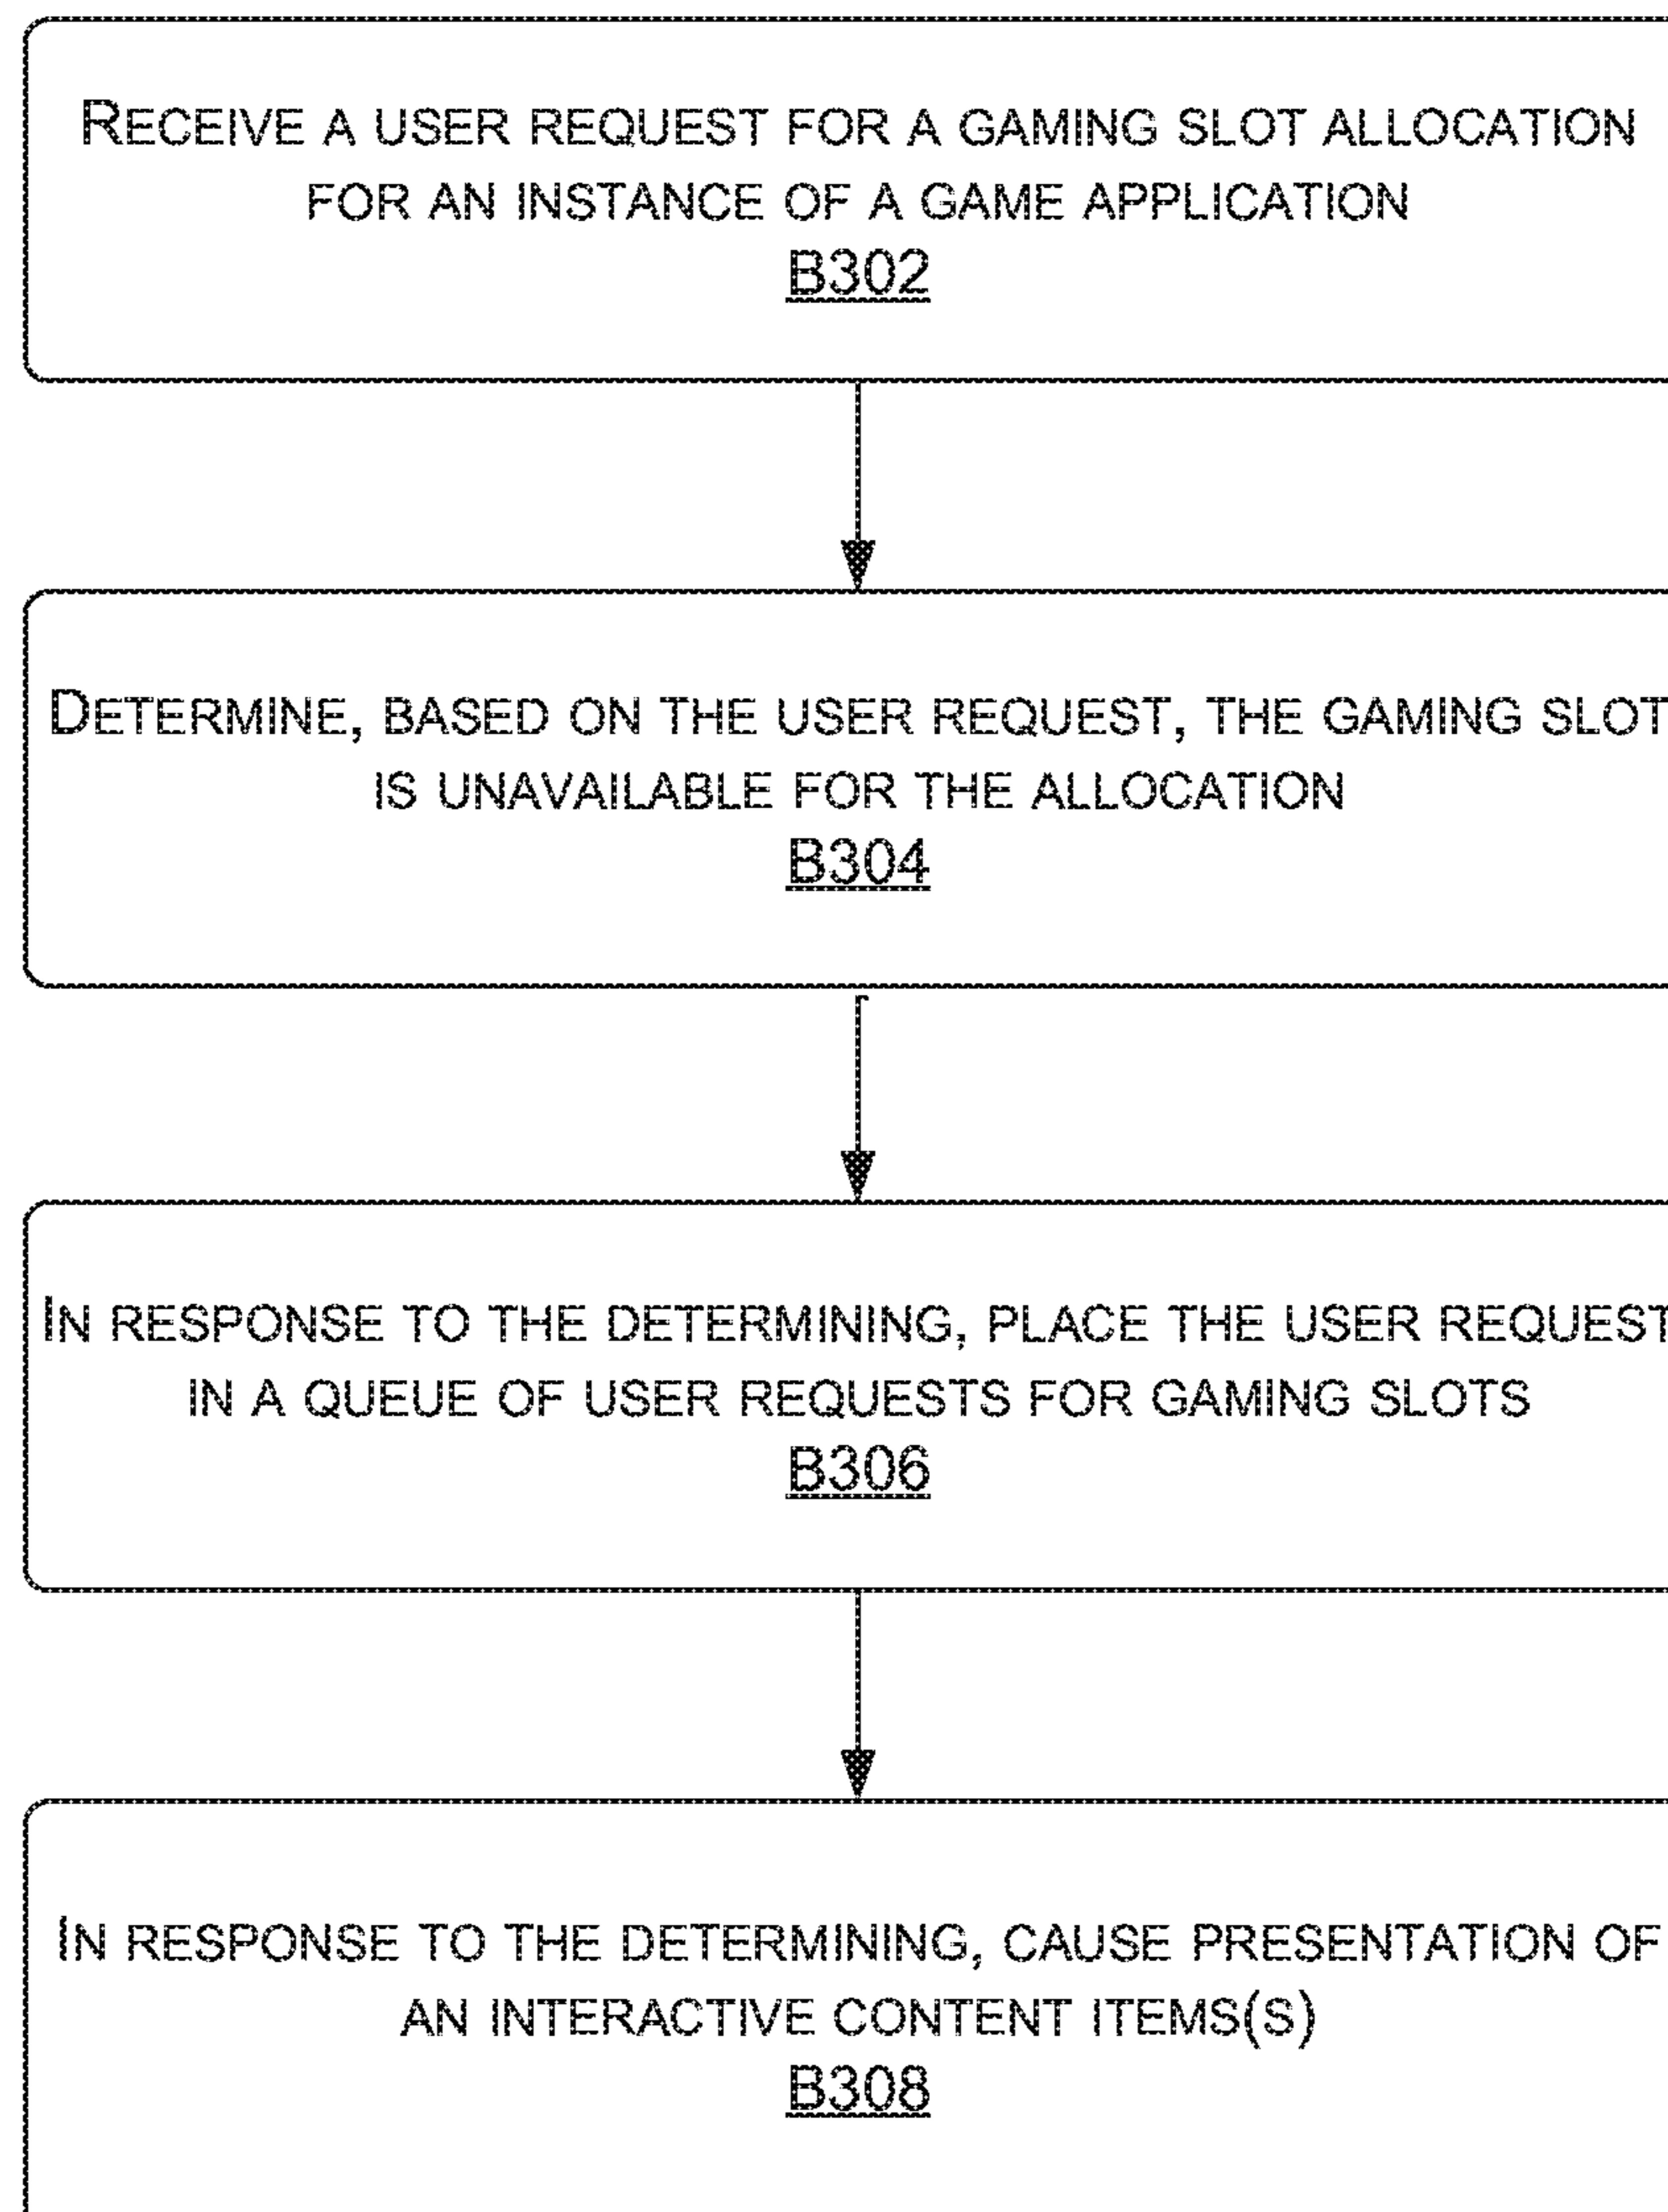 RECEIVE A USER REQUEST FOR A GAMING SLOT ALLOCATION
FOR AN INSTANCE OF A GAME APPLICATION
B302
DETERMINE, BASED ON THE USER REQUEST, THE GAMING SLOT
IS UNAVAILABLE FOR THE ALLOCATION
B304
IN RESPONSE TO THE DETERMINING, PLACE THE USER REQUEST
IN A QUEUE OF USER REQUESTS FOR GAMING SLOTS
B306
IN RESPONSE TO THE DETERMINING, CAUSE PRESENTATION OF
AN INTERACTIVE CONTENT ITEMS(S)
B308